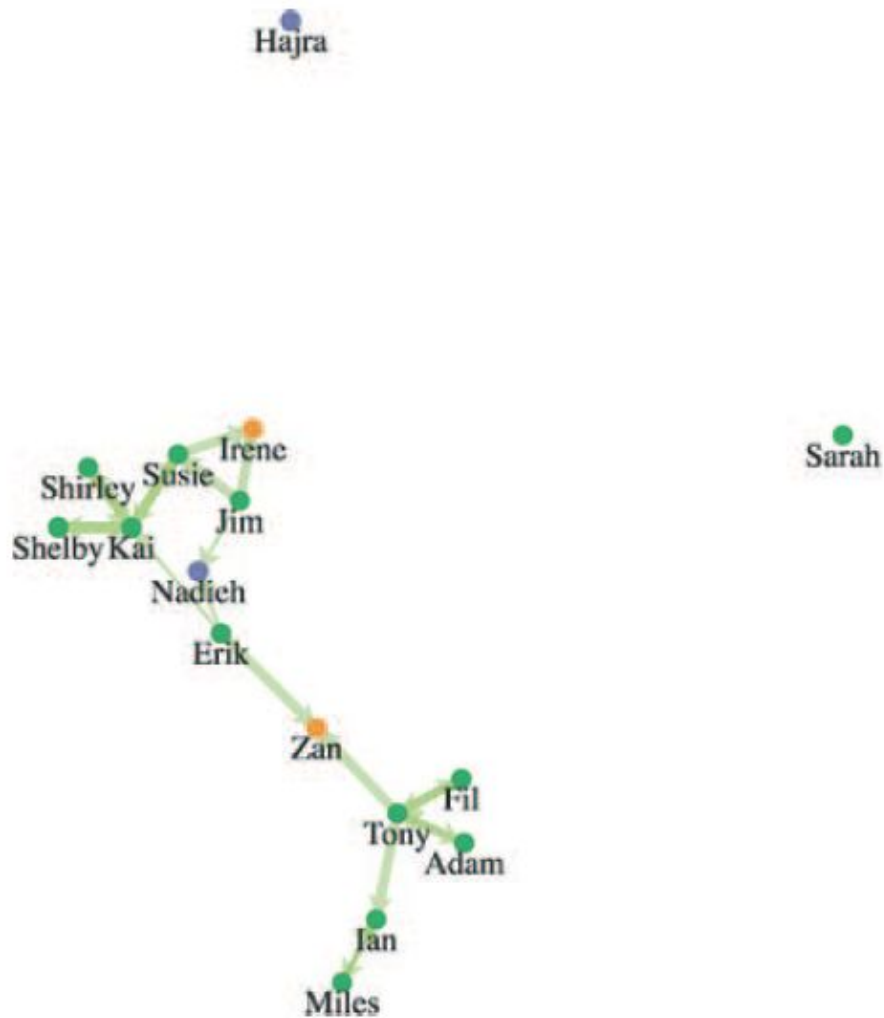 Hajra
Irene
Sarah
Susie
Shirley
Jim
Shelby
Kai
Nadieh
Erik
Zan
Fil
Tony
Adam
Ian
Miles